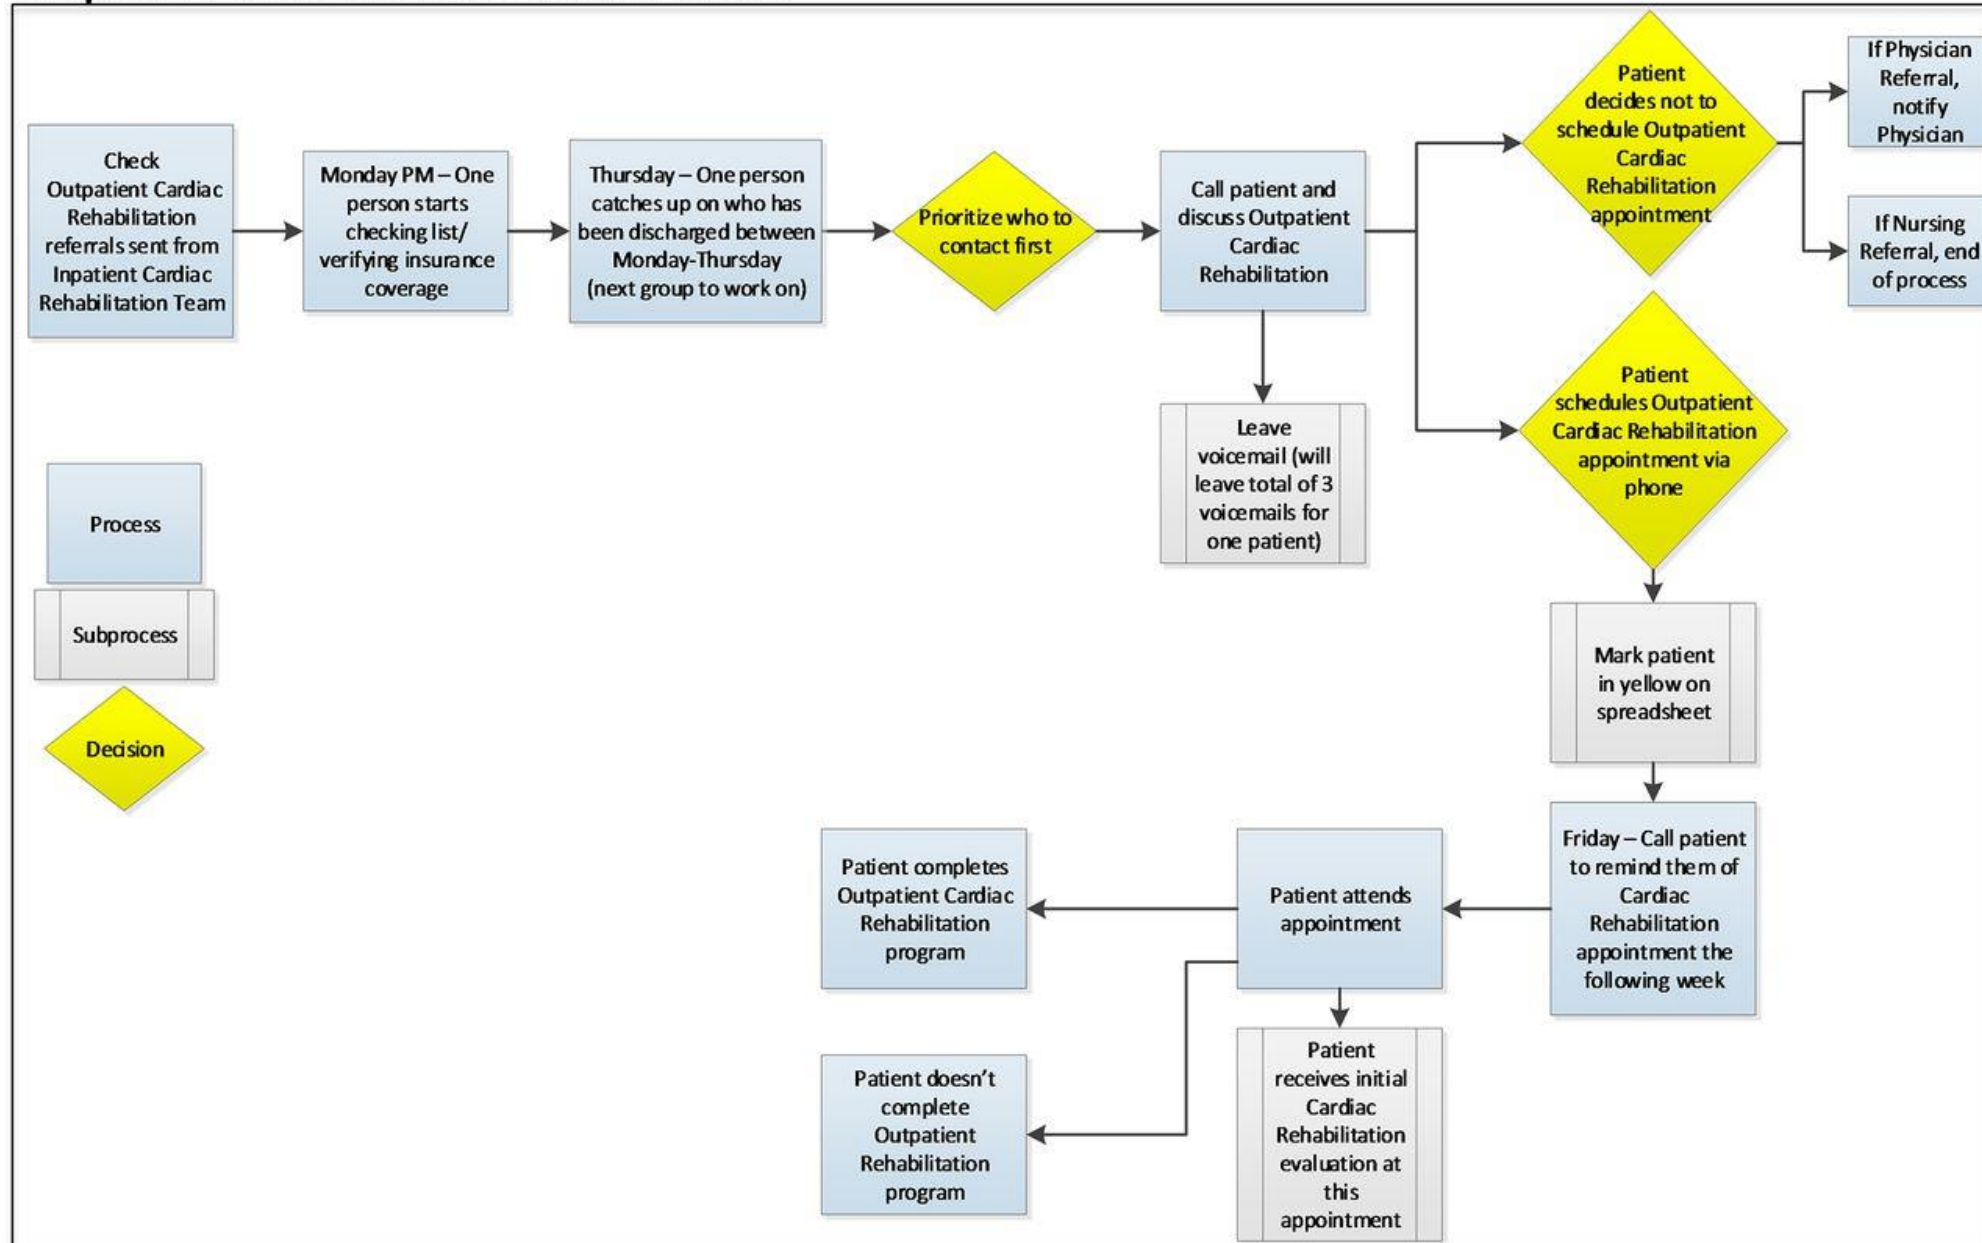 Check
Outpatient Cardiac
Rehabilitation
referrals sent from
Inpatient Cardiac
Rehabilitation Team
Monday PM – One
person starts
checking list/
verifying insurance
coverage
Thursday – One person
catches up on who has
been discharged between
Monday-Thursday
(next group to work on)
Prioritize who to
contact first
Call patient and
discuss Outpatient
Cardiac
Rehabilitation
Patient
decides not to
schedule Outpatient
Cardiac
Rehabilitation
appointment
If Physician
Referral,
notify
Physician
If Nursing
Referral, end
of process
Leave
voicemail (will
leave total of 3
voicemails for
one patient)
Patient
schedules Outpatient
Cardiac Rehabilitation
appointment via
phone
Mark patient
in yellow on
spreadsheet
Friday – Call patient
to remind them of
Cardiac
Rehabilitation
appointment the
following week
Patient attends
appointment
Patient completes
Outpatient Cardiac
Rehabilitation
program
Patient doesn't
complete
Outpatient
Rehabilitation
program
Patient
receives initial
Cardiac
Rehabilitation
evaluation at
this
appointment
Process
Subprocess
Decision